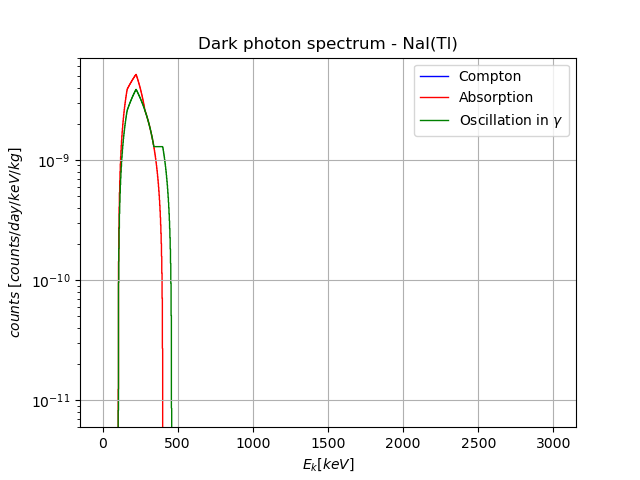 Dark photon spectrum - NaI(Tl)
Compton
Absorption
Oscillation in γ
counts [counts/day/keV/kg]
10⁻⁹
10⁻¹⁰
10⁻¹¹
0 500 1000 1500 2000 2500 3000
E_k[keV]